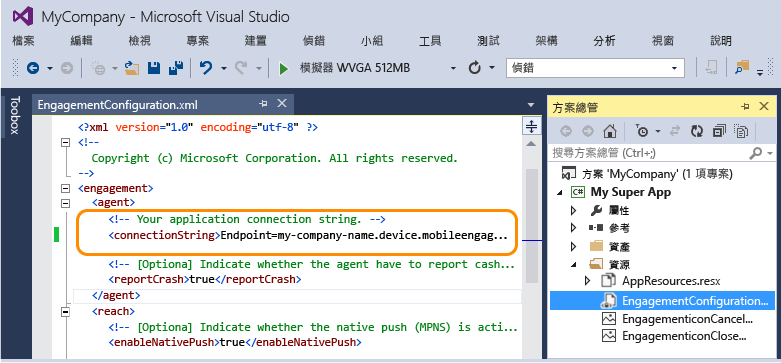 MyCompany - Microsoft Visual Studio
檔案 編輯 檢視 專案 建置 偵錯 小組 工具 測試 架構 分析 視窗 說明
模擬器 WVGA 512MB 偵錯
Toolbox
EngagementConfiguration.xml
<?xml version="1.0" encoding="utf-8" ?>
<!--
Copyright (c) Microsoft Corporation. All rights reserved.
-->
<engagement>
<agent>
<!-- Your application connection string. -->
<connectionString>Endpoint=my-company-name.device.mobileengag...
<!-- [Optiona] Indicate whether the agent have to report cash...
<reportCrash>true</reportCrash>
</agent>
<reach>
<!-- [Optiona] Indicate whether the native push (MPNS) is acti...
<enableNativePush>true</enableNativePush>
方案總管
搜尋方案總管 (Ctrl+;)
方案 'MyCompany' (1 項專案)
C# My Super App
屬性
參考
資產
資源
AppResources.resx
EngagementConfiguration...
EngagementiconCancel...
EngagementiconClose...